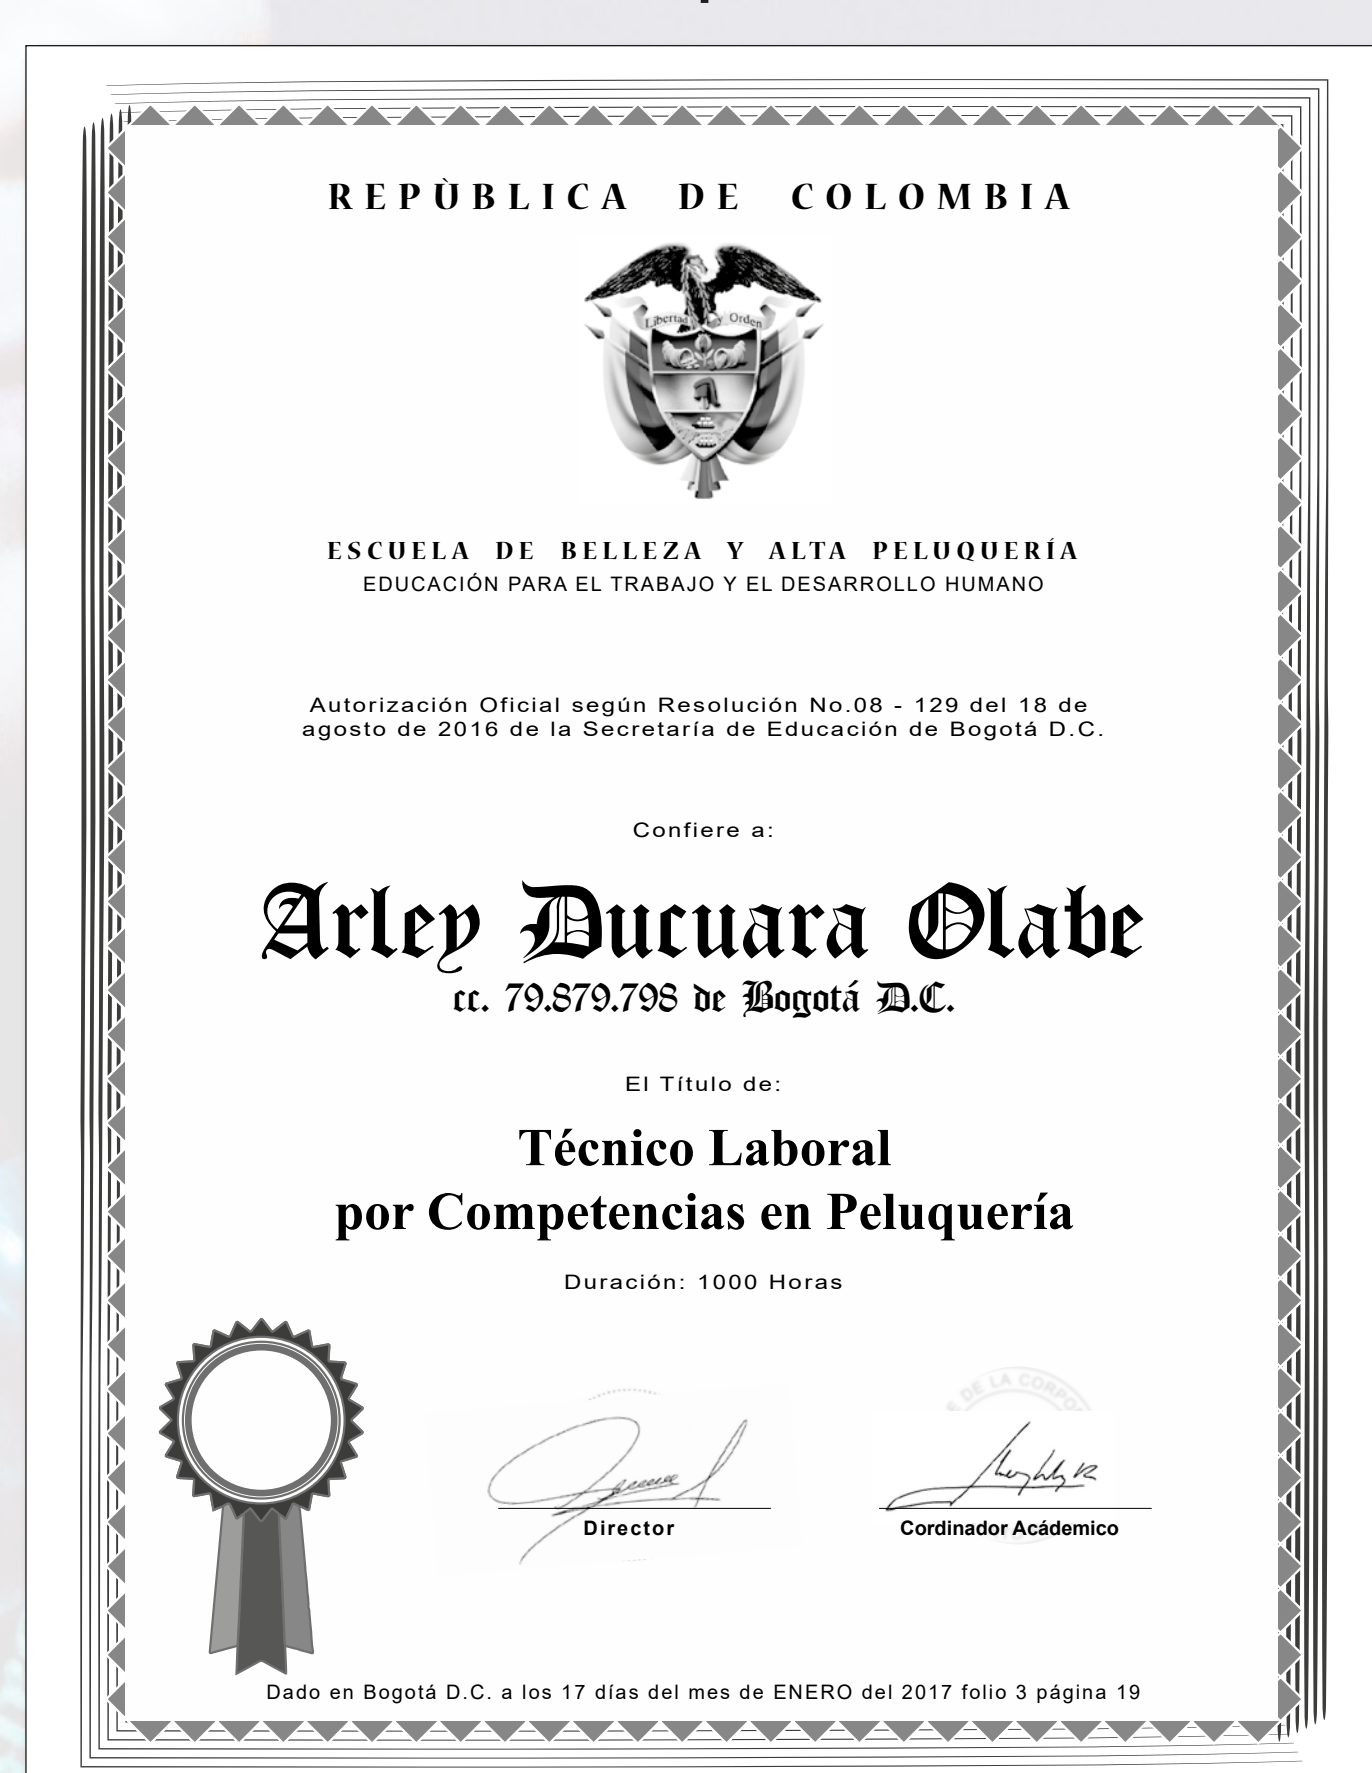 REPÙBLICA DE COLOMBIA
Libertad y Orden
ESCUELA DE BELLEZA Y ALTA PELUQUERÍA
EDUCACIÓN PARA EL TRABAJO Y EL DESARROLLO HUMANO
Autorización Oficial según Resolución No.08 - 129 del 18 de
agosto de 2016 de la Secretaría de Educación de Bogotá D.C.
Confiere a:
Arley Ducuara Olabe
cc. 79.879.798 de Bogotá D.C.
El Título de:
Técnico Laboral
por Competencias en Peluquería
Duración: 1000 Horas
DE LA
Director
Cordinador Acádemico
Dado en Bogotá D.C. a los 17 días del mes de ENERO del 2017 folio 3 página 19